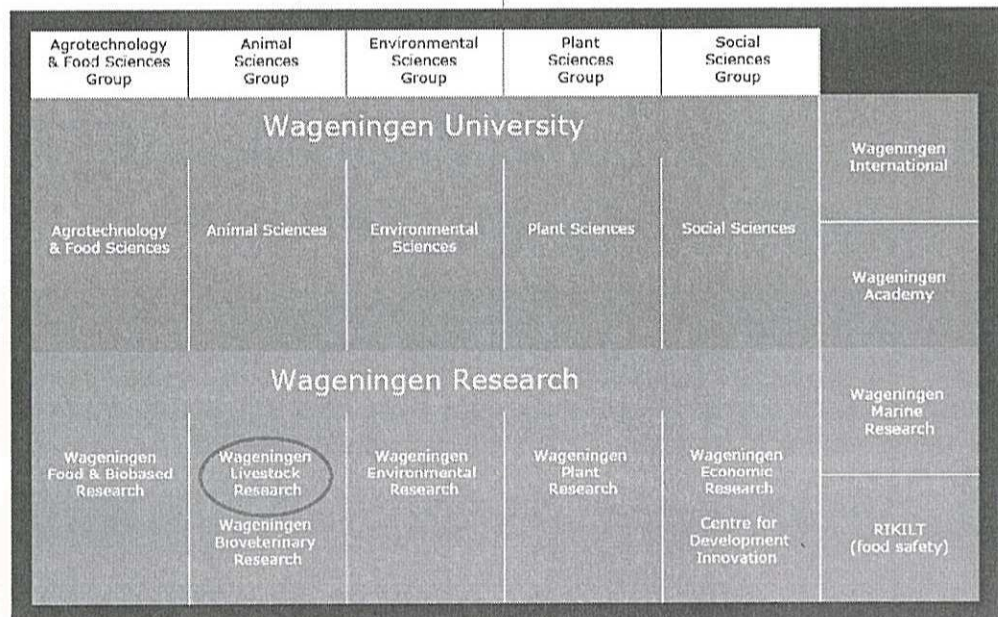 Agrotechnology
& Food Sciences
Group
Animal
Sciences
Group
Environmental
Sciences
Group
Plant
Sciences
Group
Social
Sciences
Group
Wageningen University
Agrotechnology
& Food Sciences
Animal Sciences
Environmental
Sciences
Plant Sciences
Social Sciences
Wageningen
International
Wageningen
Academy
Wageningen Research
Wageningen
Food & Biobased
Research
Wageningen
Livestock
Research
Wageningen
Bioveterinary
Research
Wageningen
Environmental
Research
Wageningen
Plant
Research
Wageningen
Economic
Research
Centre for
Development
Innovation
Wageningen
Marine
Research
RIKILT
(food safety)